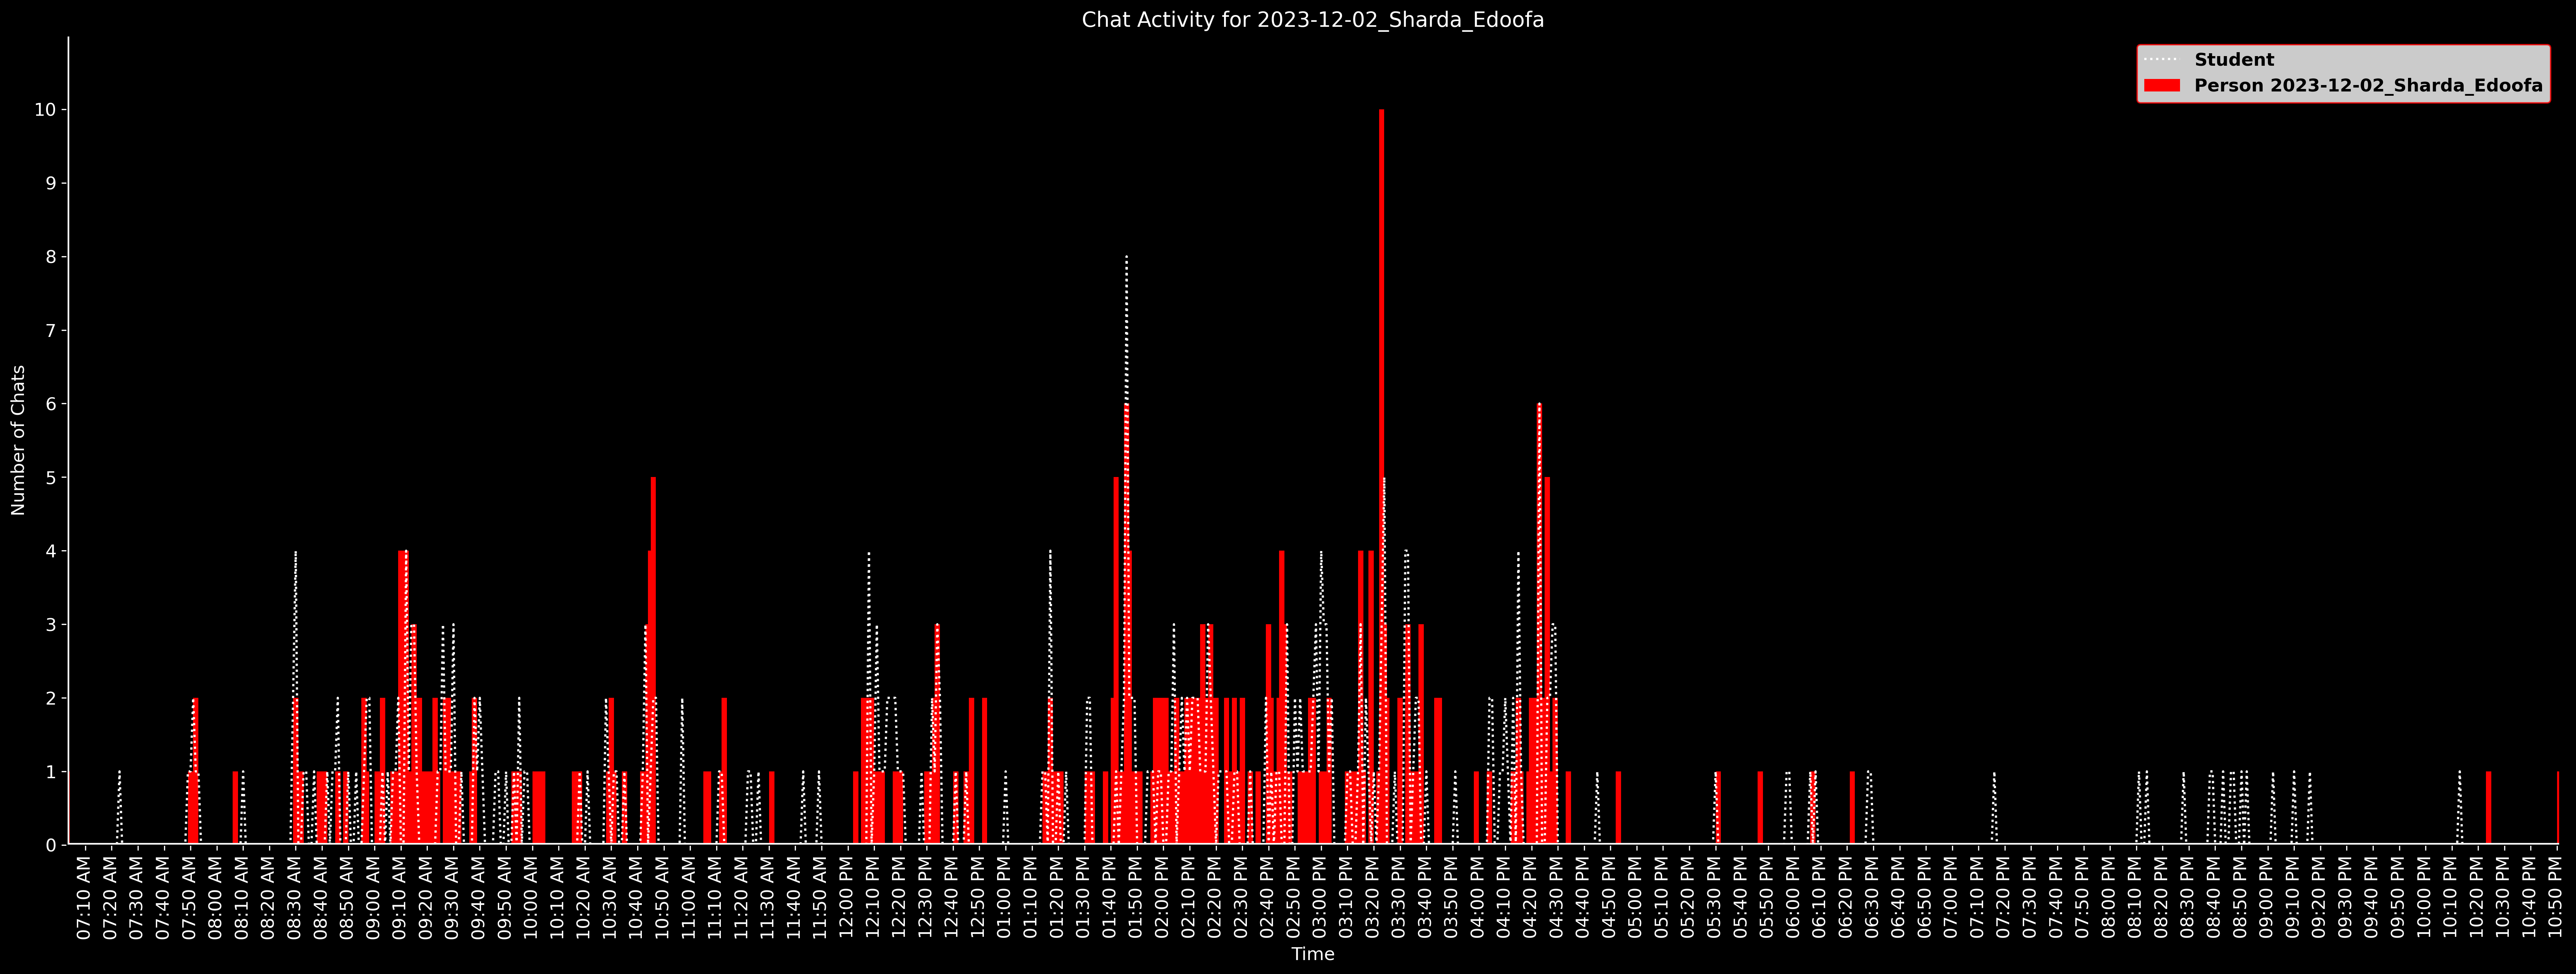 Chat Activity for 2023-12-02_Sharda_Edoofa
Student
Person 2023-12-02_Sharda_Edoofa
Number of Chats
10
9
8
7
6
5
4
3
2
1
0
07:10 AM
07:20 AM
07:30 AM
07:40 AM
07:50 AM
08:00 AM
08:10 AM
08:20 AM
08:30 AM
08:40 AM
08:50 AM
09:00 AM
09:10 AM
09:20 AM
09:30 AM
09:40 AM
09:50 AM
10:00 AM
10:10 AM
10:20 AM
10:30 AM
10:40 AM
10:50 AM
11:00 AM
11:10 AM
11:20 AM
11:30 AM
11:40 AM
11:50 AM
12:00 PM
12:10 PM
12:20 PM
12:30 PM
12:40 PM
12:50 PM
01:00 PM
01:10 PM
01:20 PM
01:30 PM
01:40 PM
01:50 PM
02:00 PM
02:10 PM
02:20 PM
02:30 PM
02:40 PM
02:50 PM
03:00 PM
03:10 PM
03:20 PM
03:30 PM
03:40 PM
03:50 PM
04:00 PM
04:10 PM
04:20 PM
04:30 PM
04:40 PM
04:50 PM
05:00 PM
05:10 PM
05:20 PM
05:30 PM
05:40 PM
05:50 PM
06:00 PM
06:10 PM
06:20 PM
06:30 PM
06:40 PM
06:50 PM
07:00 PM
07:10 PM
07:20 PM
07:30 PM
07:40 PM
07:50 PM
08:00 PM
08:10 PM
08:20 PM
08:30 PM
08:40 PM
08:50 PM
09:00 PM
09:10 PM
09:20 PM
09:30 PM
09:40 PM
09:50 PM
10:00 PM
10:10 PM
10:20 PM
10:30 PM
10:40 PM
10:50 PM
Time